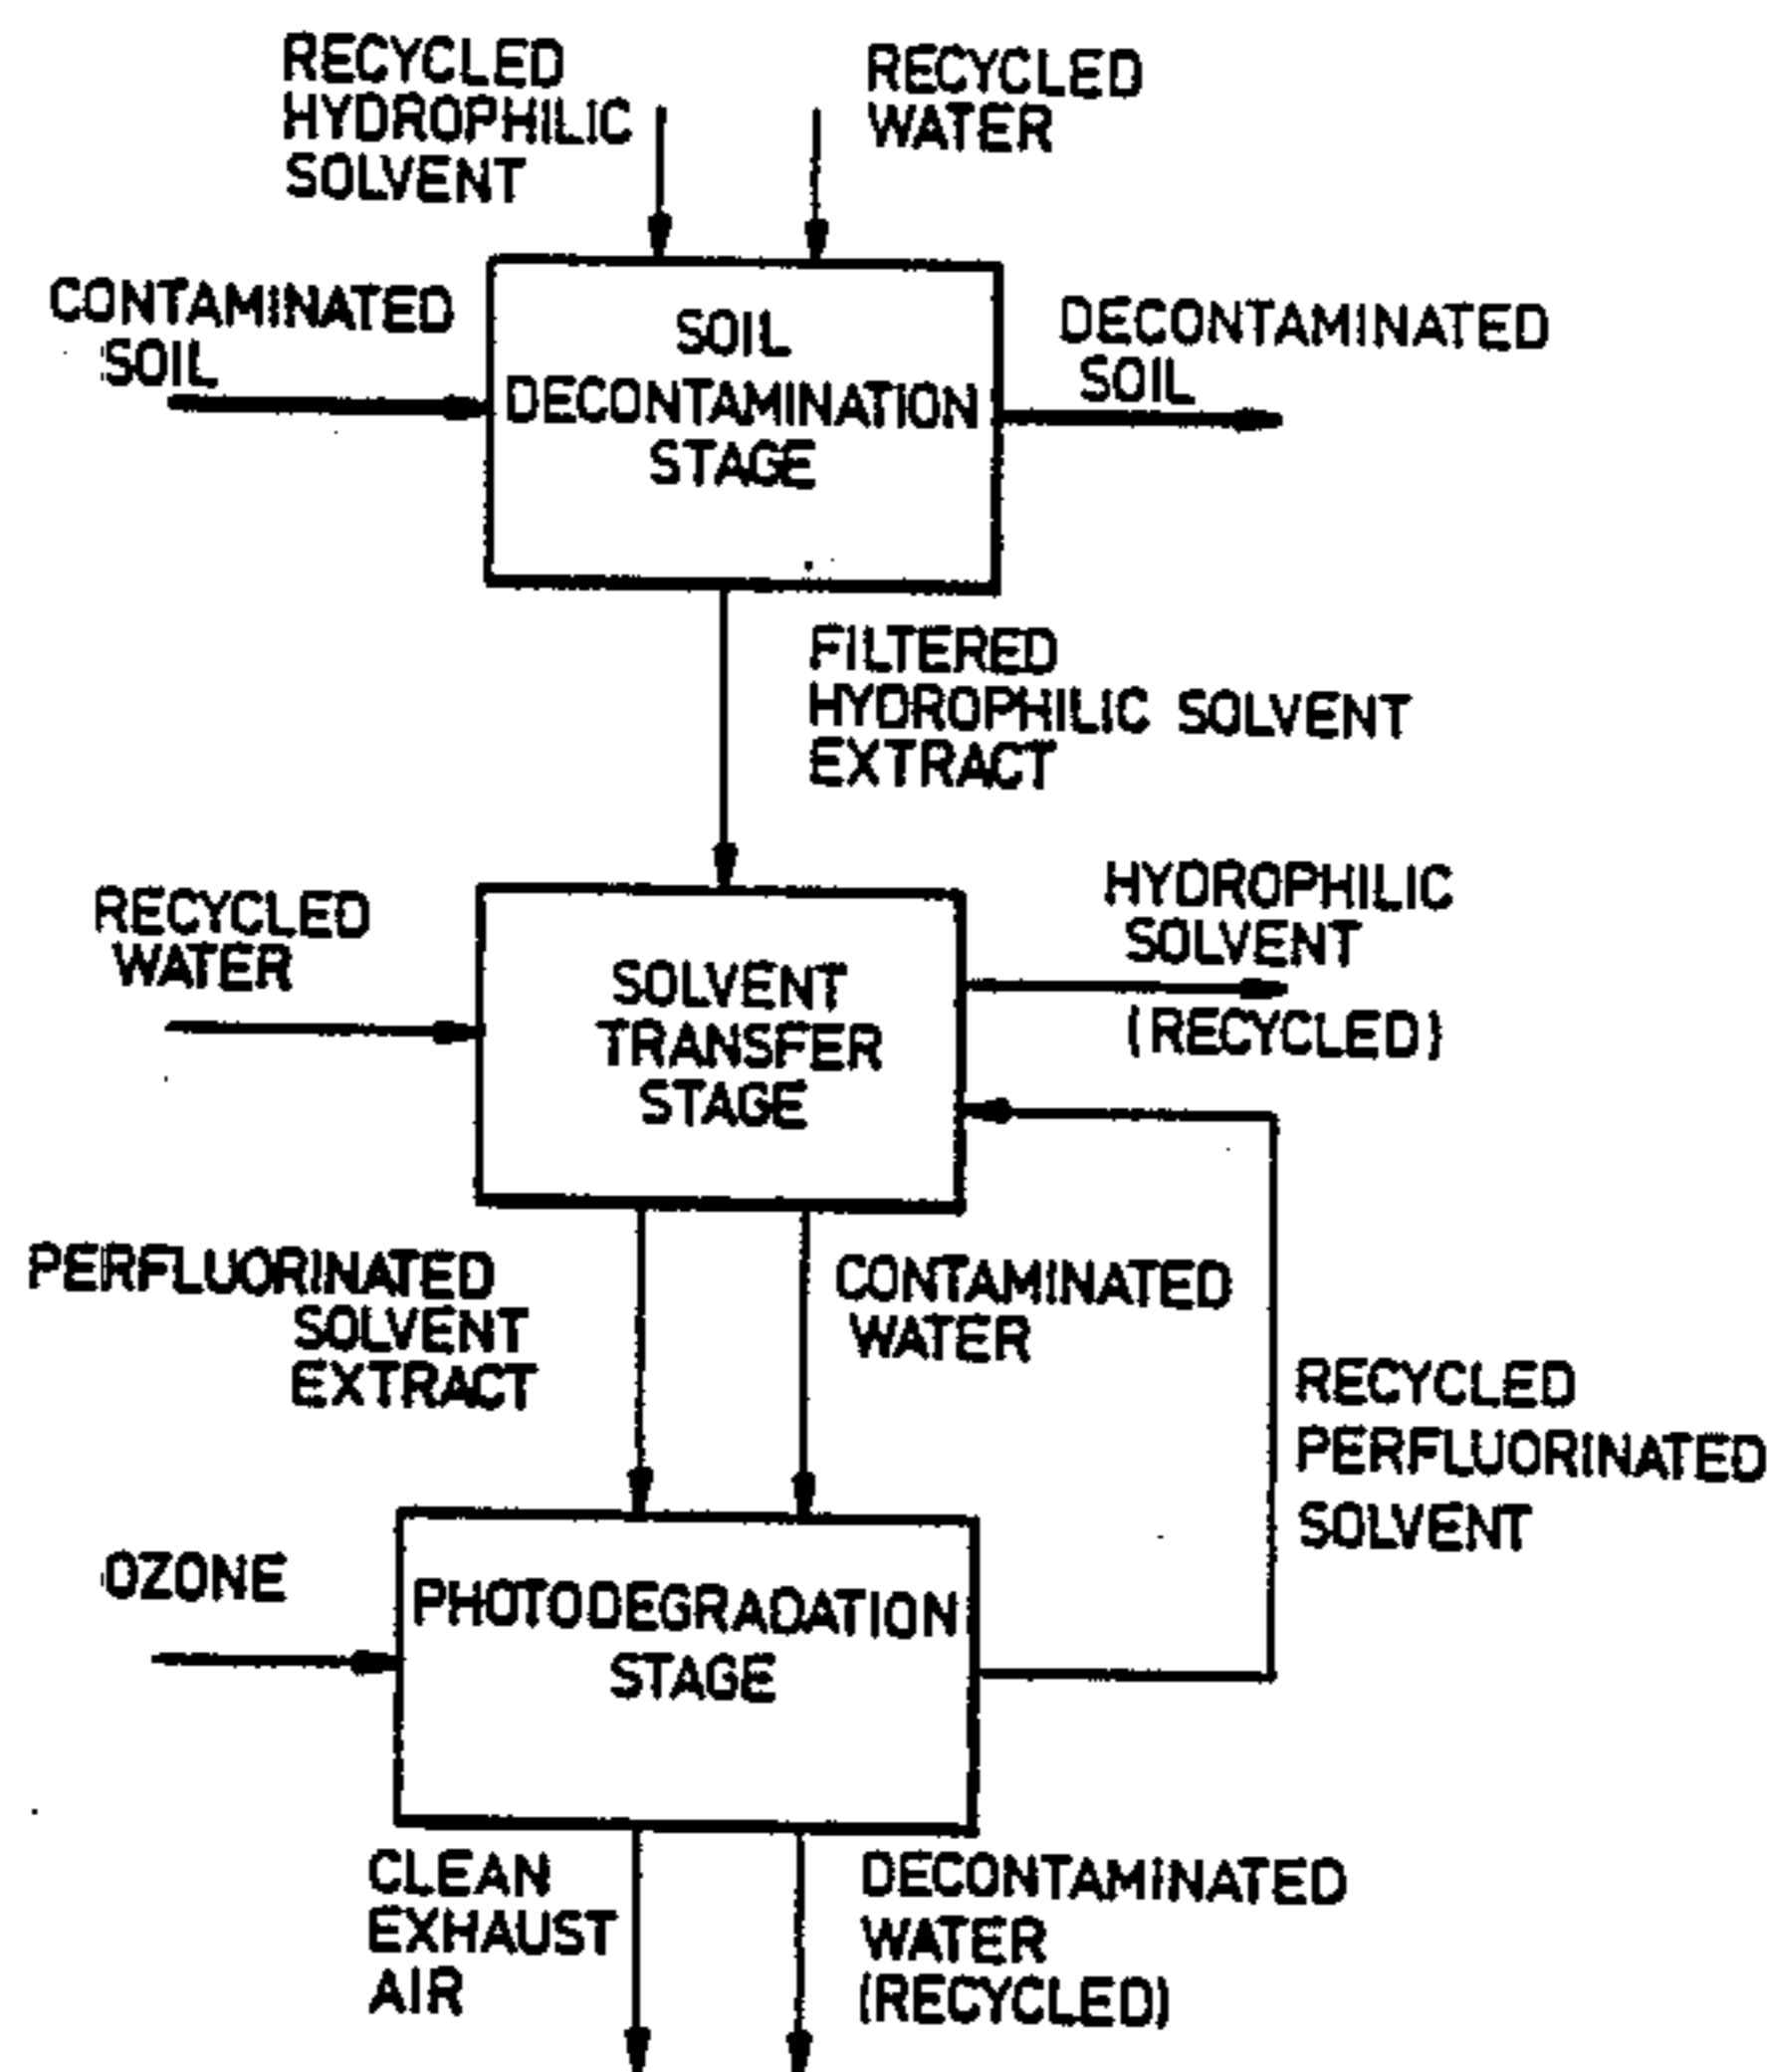 RECYCLED
HYDROPHILIC
SOLVENT
RECYCLED
WATER
CONTAMINATED
SOIL
SOIL
DECONTAMINATION
STAGE
DECONTAMINATED
SOIL
FILTERED
HYDROPHILIC SOLVENT
EXTRACT
RECYCLED
WATER
SOLVENT
TRANSFER
STAGE
HYDROPHILIC
SOLVENT
(RECYCLED)
PERFLUORINATED
SOLVENT
EXTRACT
CONTAMINATED
WATER
RECYCLED
PERFLUORINATED
SOLVENT
OZONE
PHOTODEGRADATION
STAGE
CLEAN
EXHAUST
AIR
DECONTAMINATED
WATER
(RECYCLED)